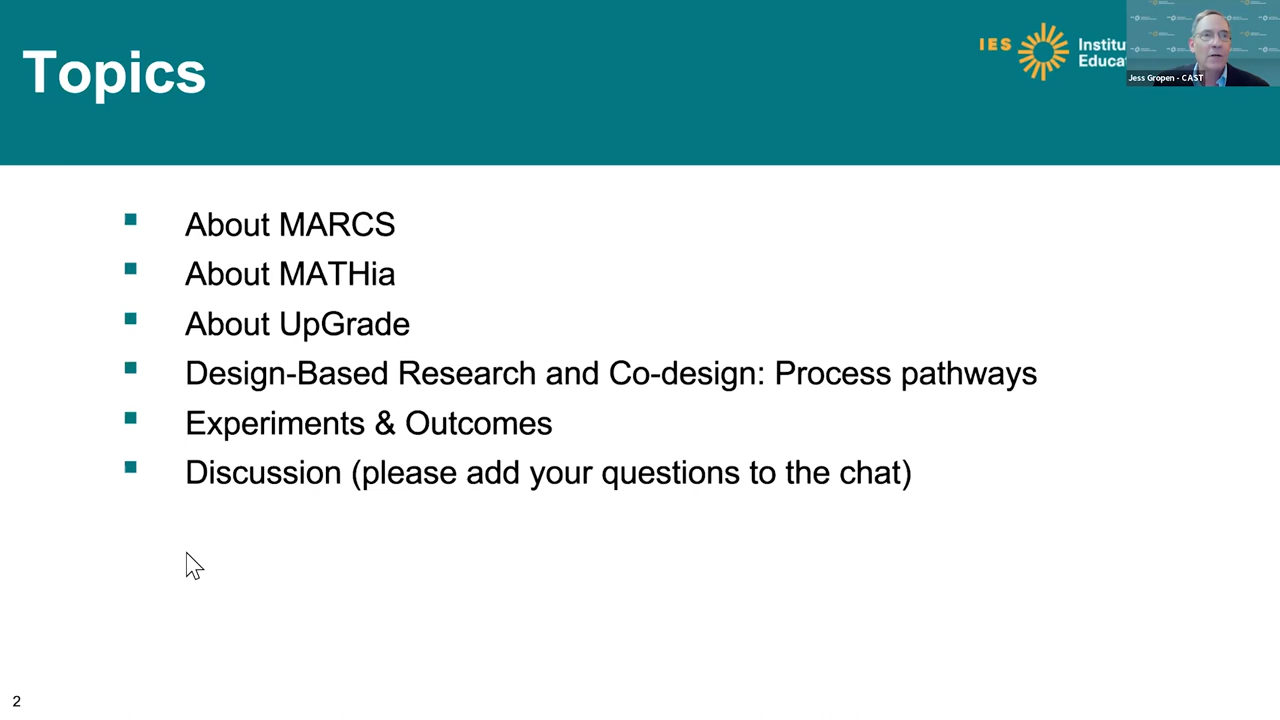 Topics
IES
Institu
Educat
Jess Gropen - CAST
About MARCS
About MATHia
About UpGrade
Design-Based Research and Co-design: Process pathways
Experiments & Outcomes
Discussion (please add your questions to the chat)
2